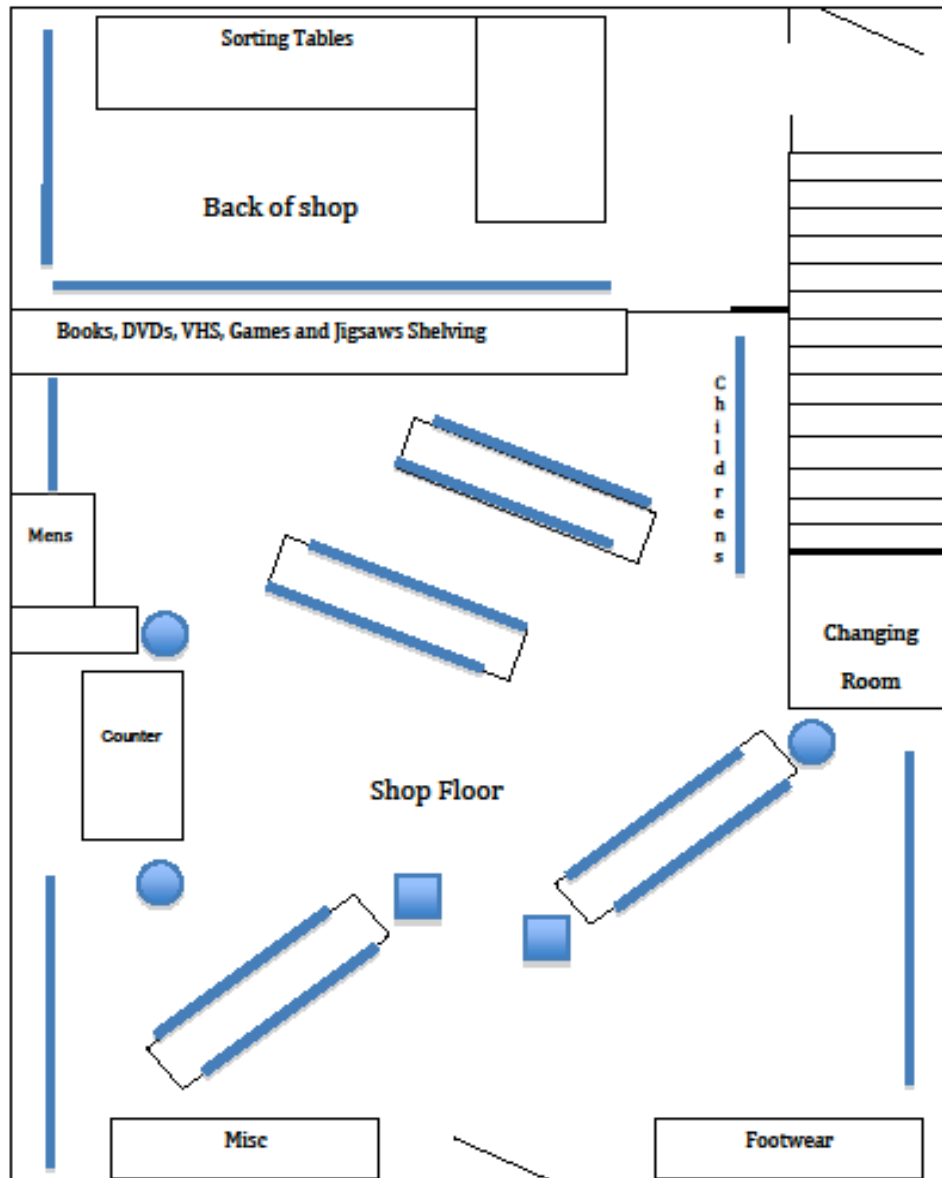 Sorting Tables
Back of shop
Books, DVDs, VHS, Games and Jigsaws Shelving
Childrens
Mens
Changing
Room
Counter
Shop Floor
Misc
Footwear